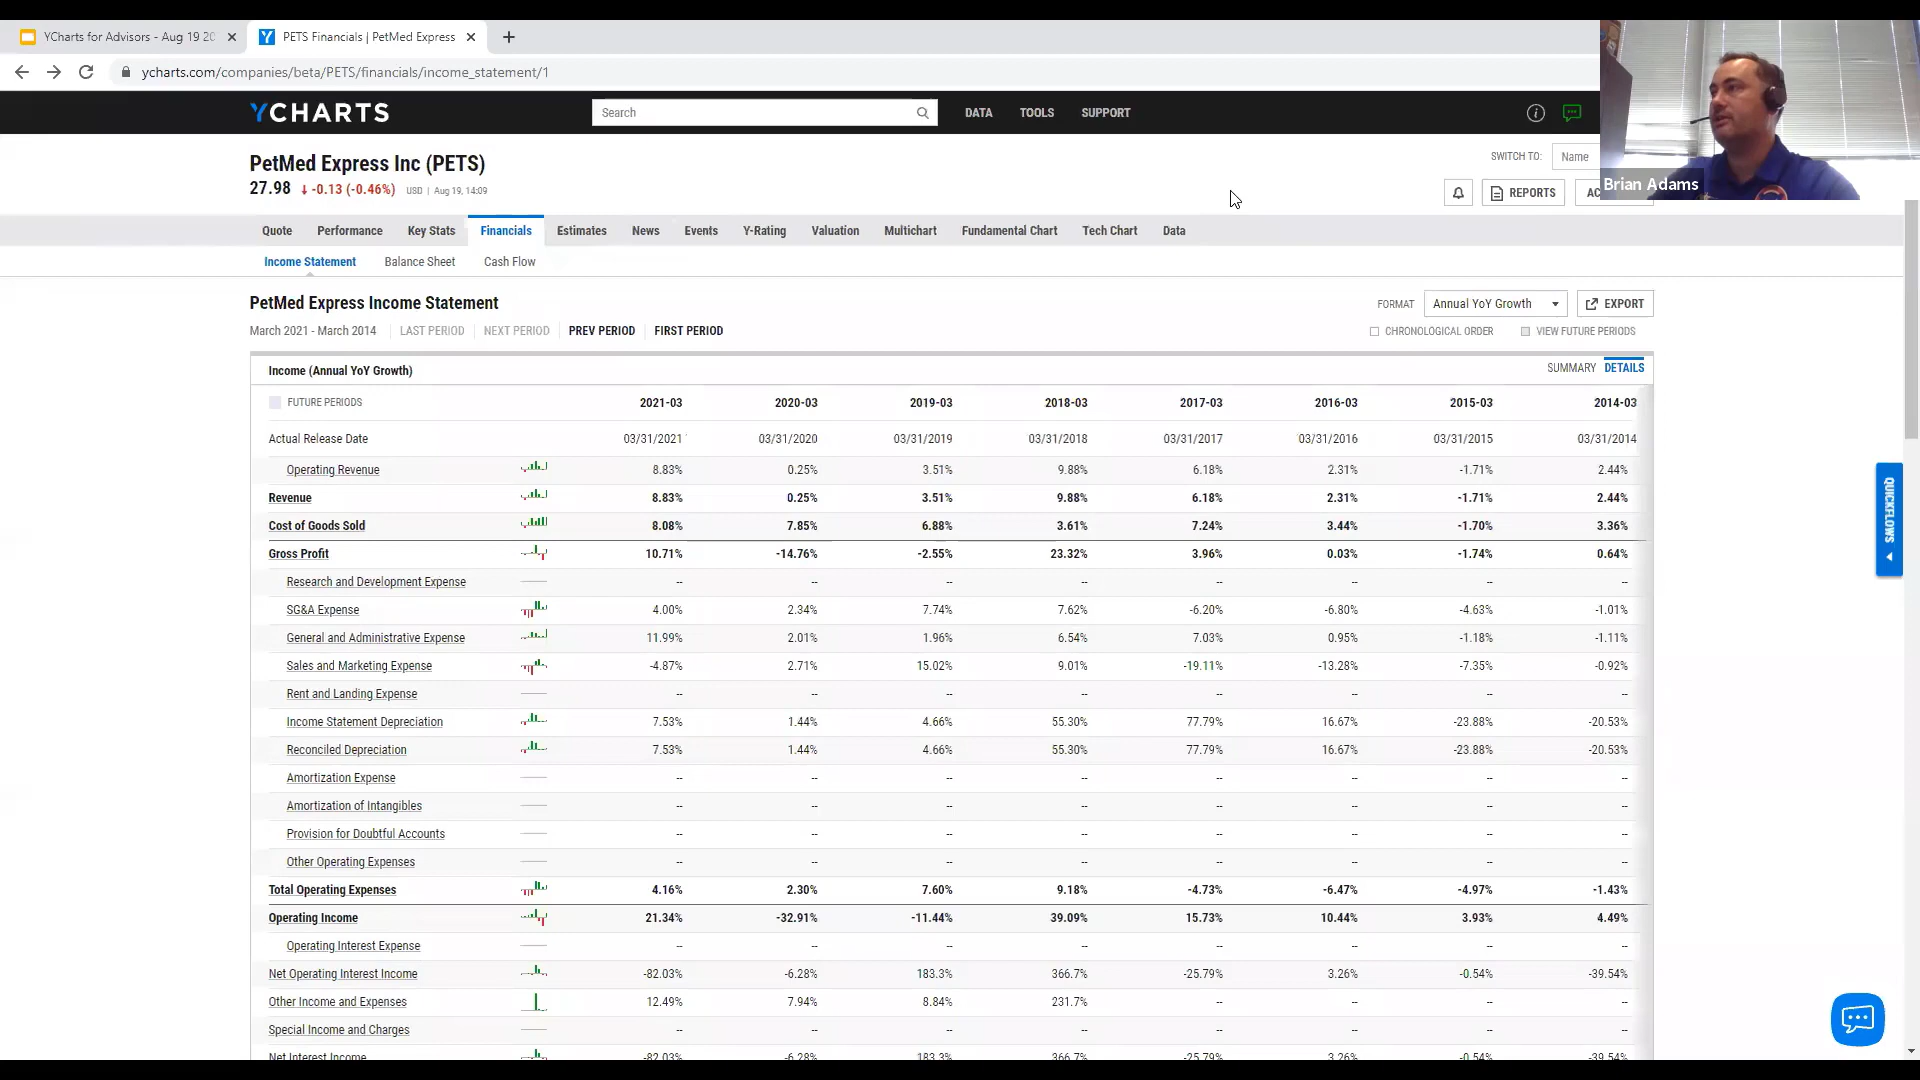 YCharts for Advisors - Aug 19 20
PETS Financials | PetMed Express
ycharts.com/companies/beta/PETS/financials/income_statement/1
YCHARTS
Search
DATA TOOLS SUPPORT
PetMed Express Inc (PETS)
27.98 -0.13 (-0.46%) USD | Aug 19, 14:09
SWITCH TO: Name
REPORTS
Brian Adams
Quote Performance Key Stats Financials Estimates News Events Y-Rating Valuation Multichart Fundamental Chart Tech Chart Data
Income Statement Balance Sheet Cash Flow
PetMed Express Income Statement
FORMAT Annual YoY Growth EXPORT
March 2021 - March 2014 LAST PERIOD NEXT PERIOD PREV PERIOD FIRST PERIOD
CHRONOLOGICAL ORDER VIEW FUTURE PERIODS
Income (Annual YoY Growth) SUMMARY DETAILS
FUTURE PERIODS 2021-03 2020-03 2019-03 2018-03 2017-03 2016-03 2015-03 2014-03
Actual Release Date 03/31/2021 03/31/2020 03/31/2019 03/31/2018 03/31/2017 03/31/2016 03/31/2015 03/31/2014
Operating Revenue 8.83% 0.25% 3.51% 9.88% 6.18% 2.31% -1.71% 2.44%
Revenue 8.83% 0.25% 3.51% 9.88% 6.18% 2.31% -1.71% 2.44%
Cost of Goods Sold 8.08% 7.85% 6.88% 3.61% 7.24% 3.44% -1.70% 3.36%
Gross Profit 10.71% -14.76% -2.55% 23.32% 3.96% 0.03% -1.74% 0.64%
Research and Development Expense -- -- -- -- -- -- -- --
SG&A Expense 4.00% 2.34% 7.74% 7.62% -6.20% -6.80% -4.63% -1.01%
General and Administrative Expense 11.99% 2.01% 1.96% 6.54% 7.03% 0.95% -1.18% -1.11%
Sales and Marketing Expense -4.87% 2.71% 15.02% 9.01% -19.11% -13.28% -7.35% -0.92%
Rent and Landing Expense -- -- -- -- -- -- -- --
Income Statement Depreciation 7.53% 1.44% 4.66% 55.30% 77.79% 16.67% -23.88% -20.53%
Reconciled Depreciation 7.53% 1.44% 4.66% 55.30% 77.79% 16.67% -23.88% -20.53%
Amortization Expense -- -- -- -- -- -- -- --
Amortization of Intangibles -- -- -- -- -- -- -- --
Provision for Doubtful Accounts -- -- -- -- -- -- -- --
Other Operating Expenses -- -- -- -- -- -- -- --
Total Operating Expenses 4.16% 2.30% 7.60% 9.18% -4.73% -6.47% -4.97% -1.43%
Operating Income 21.34% -32.91% -11.44% 39.09% 15.73% 10.44% 3.93% 4.49%
Operating Interest Expense -- -- -- -- -- -- -- --
Net Operating Interest Income -82.03% -6.28% 183.3% 366.7% -25.79% 3.26% -0.54% -39.54%
Other Income and Expenses 12.49% 7.94% 8.84% 231.7% -- -- -- --
Special Income and Charges -- -- -- -- -- -- -- --
Net Interest Income -82.03% -6.28% 183.3% 366.7% -25.79% 3.26% -0.54% -39.54%
QUICKFLOWS